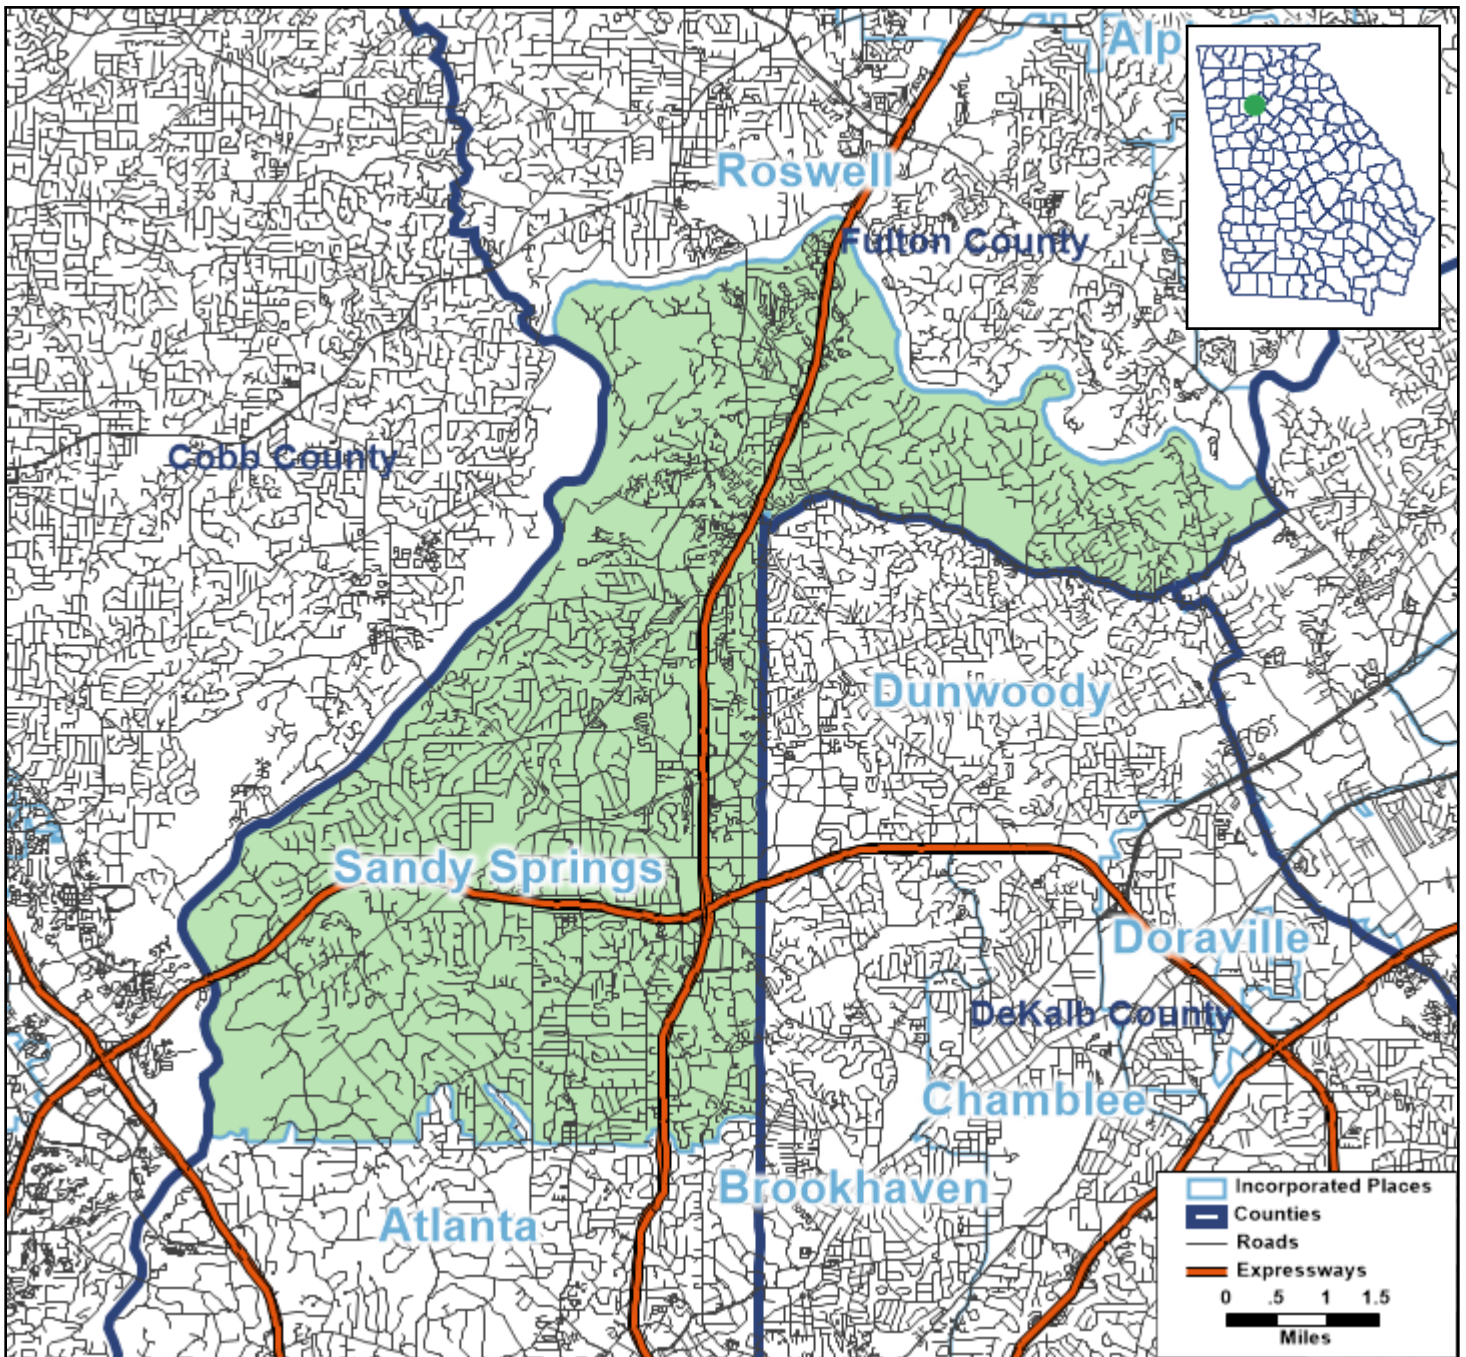 Alp
Roswell
Fulton County
Cobb County
Dunwoody
Sandy Springs
Doraville
DeKalb County
Chamblee
Brookhaven
Atlanta
Incorporated Places
Counties
Roads
Expressways
0 .5 1 1.5
Miles